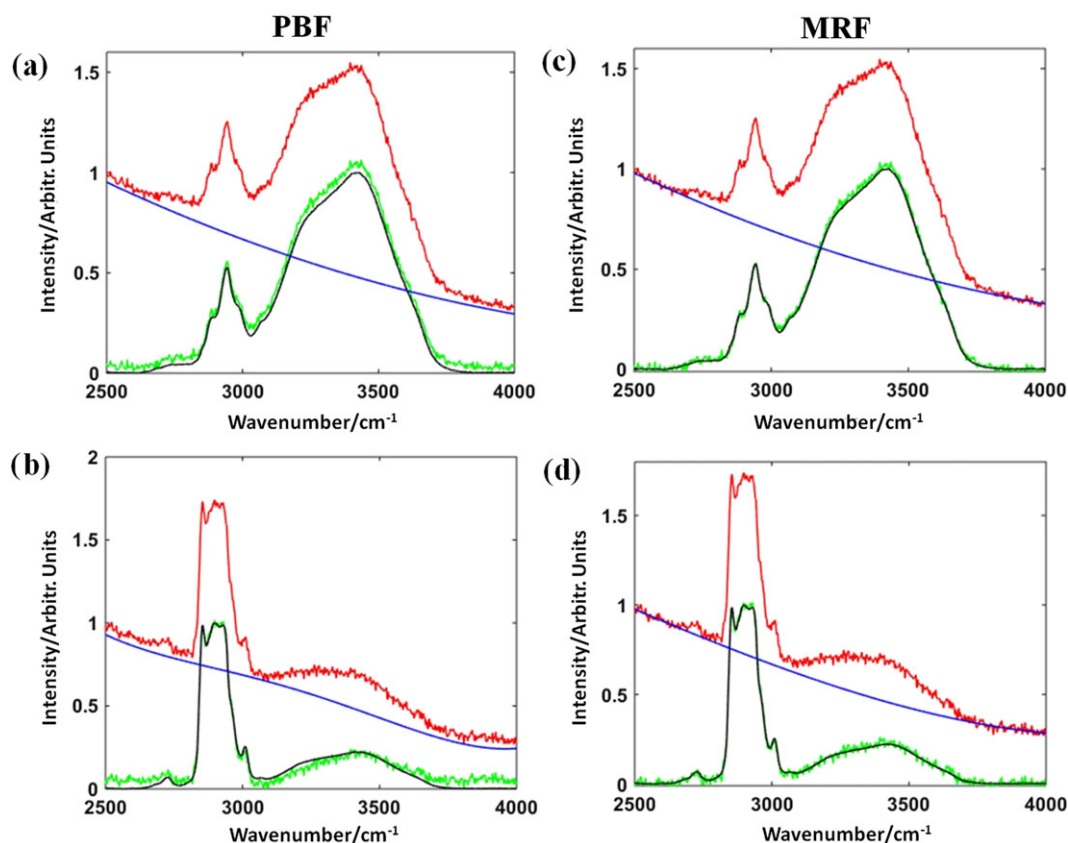 PBF
MRF
(a)
1.5
1
0.5
0
Intensity/Arbitr. Units
2500 3000 3500 4000
Wavenumber/cm-1
(c)
1.5
1
0.5
0
Intensity/Arbitr. Units
2500 3000 3500 4000
Wavenumber/cm-1
(b)
2
1.5
1
0.5
0
Intensity/Arbitr. Units
2500 3000 3500 4000
Wavenumber/cm-1
(d)
1.5
1
0.5
0
Intensity/Arbitr. Units
2500 3000 3500 4000
Wavenumber/cm-1